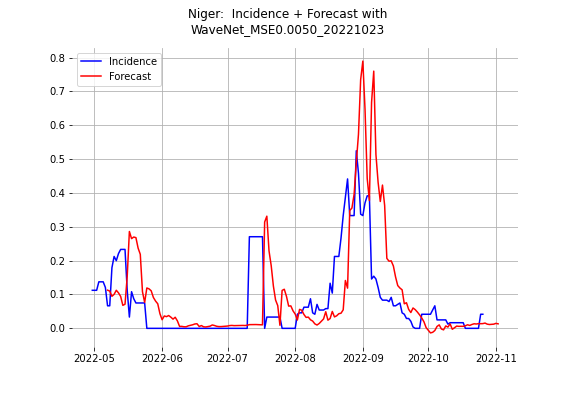 Niger:  Incidence + Forecast with
WaveNet_MSE0.0050_20221023
Incidence
Forecast
0.8
0.7
0.6
0.5
0.4
0.3
0.2
0.1
0.0
2022-05 2022-06 2022-07 2022-08 2022-09 2022-10 2022-11